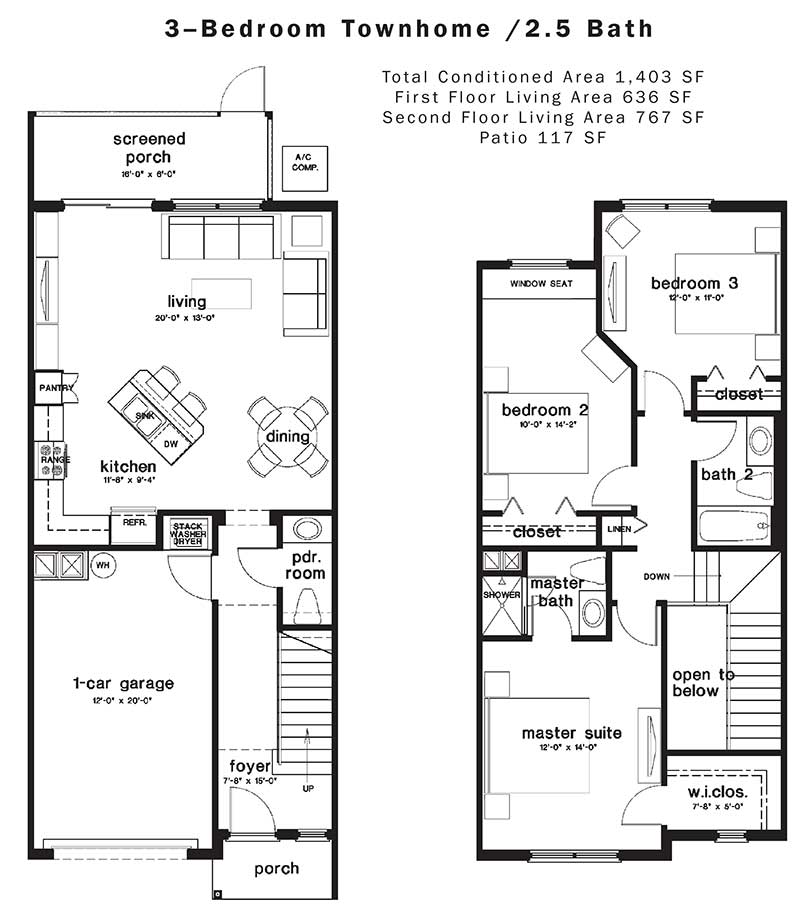 3-Bedroom Townhome /2.5 Bath
Total Conditioned Area 1,403 SF
First Floor Living Area 636 SF
Second Floor Living Area 767 SF
Patio 117 SF
screened
porch
16'-0" x 6'-0"
A/C
COMP.
living
20'-0" x 13'-0"
PANTRY
SINK
DW
RANGE
kitchen
11'-8" x 9'-4"
dining
REFR.
STACK
WASHER
DRYER
WH
pdr.
room
1-car garage
12'-0" x 20'-0"
foyer
7'-8" x 15'-0"
UP
porch
WINDOW SEAT
bedroom 3
12'-0" x 11'-0"
bedroom 2
10'-0" x 14'-2"
closet
bath 2
closet
LINEN
SHOWER
master
bath
DOWN
open to
below
master suite
12'-0" x 14'-0"
w.i.clos.
7'-8" x 5'-0"